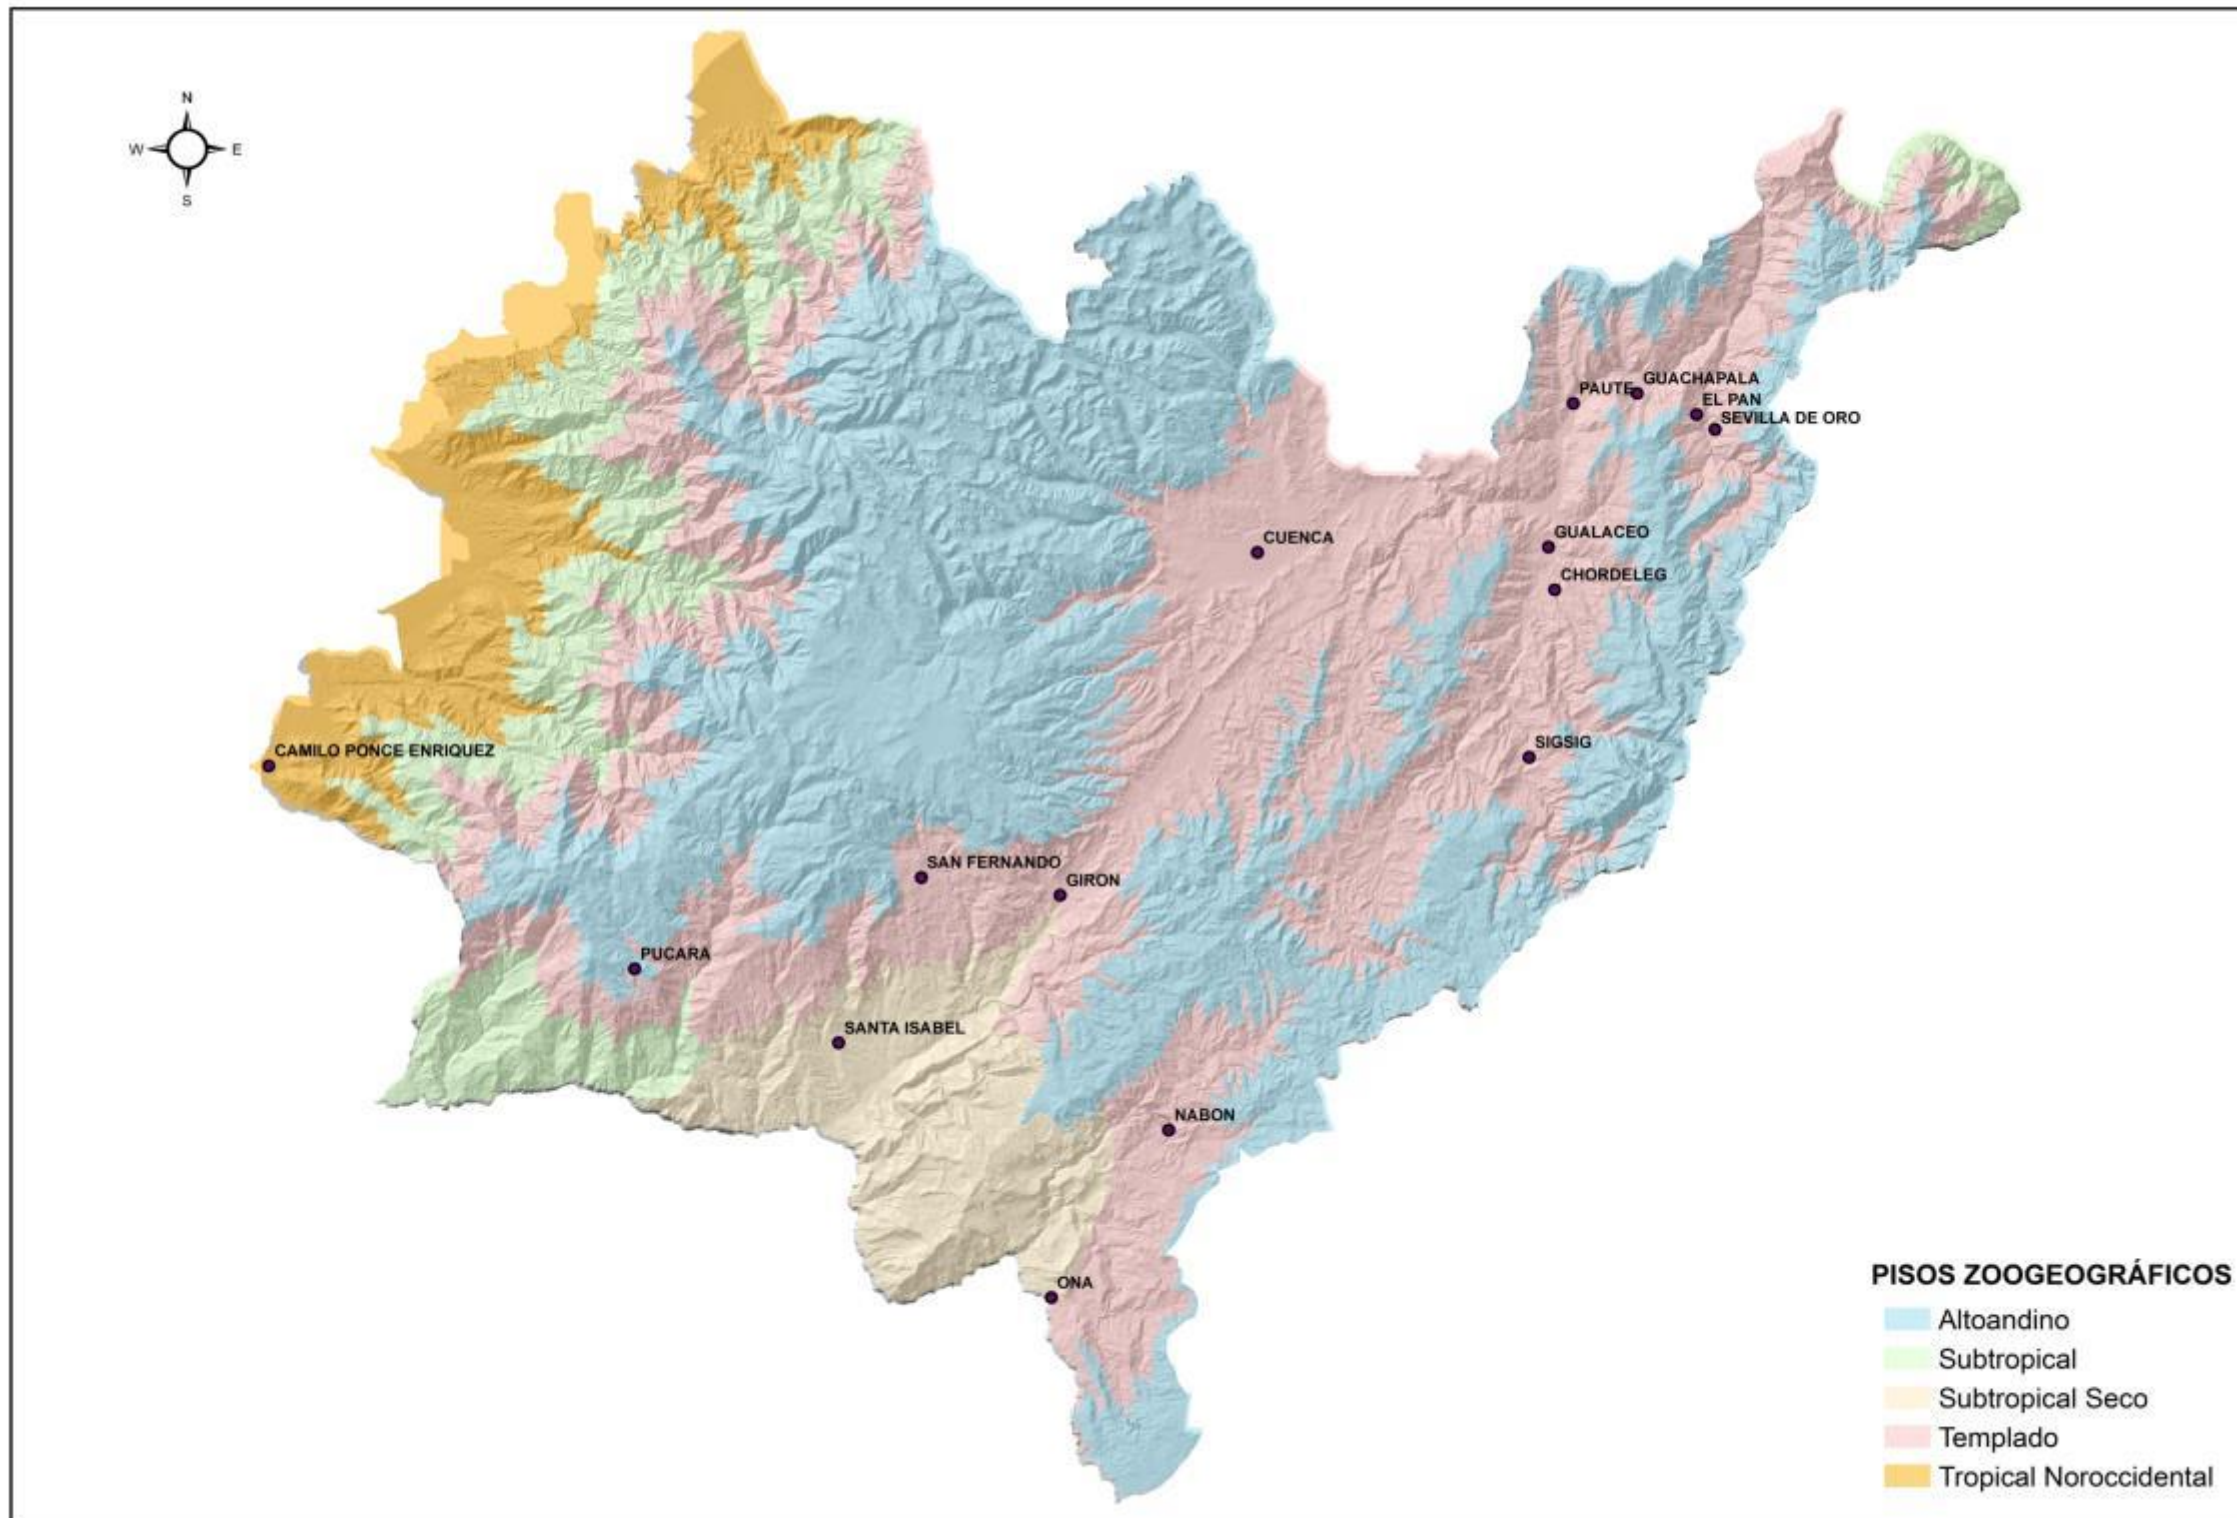 N
W E
S
PAUTE
GUACHAPALA
EL PAN
SEVILLA DE ORO
CUENCA
GUALACEO
CHORDELEG
CAMILO PONCE ENRIQUEZ
SIGSIG
SAN FERNANDO
GIRON
PUCARA
SANTA ISABEL
NABON
ONA
PISOS ZOOGEOGRÁFICOS
Altoandino
Subtropical
Subtropical Seco
Templado
Tropical Noroccidental